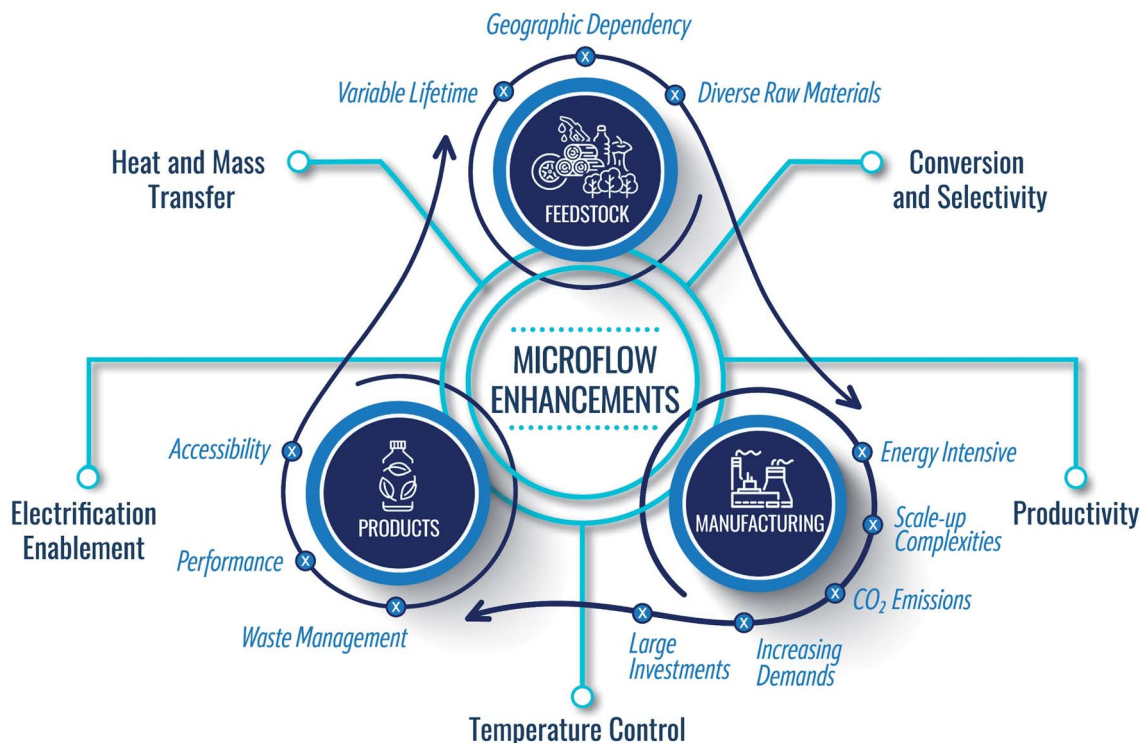 Geographic Dependency
Variable Lifetime
Diverse Raw Materials
Heat and Mass
Transfer
Conversion
and Selectivity
FEEDSTOCK
MICROFLOW
ENHANCEMENTS
Accessibility
Energy Intensive
PRODUCTS
MANUFACTURING
Electrification
Enablement
Scale-up
Complexities
Productivity
Performance
CO₂ Emissions
Waste Management
Large
Investments
Increasing
Demands
Temperature Control